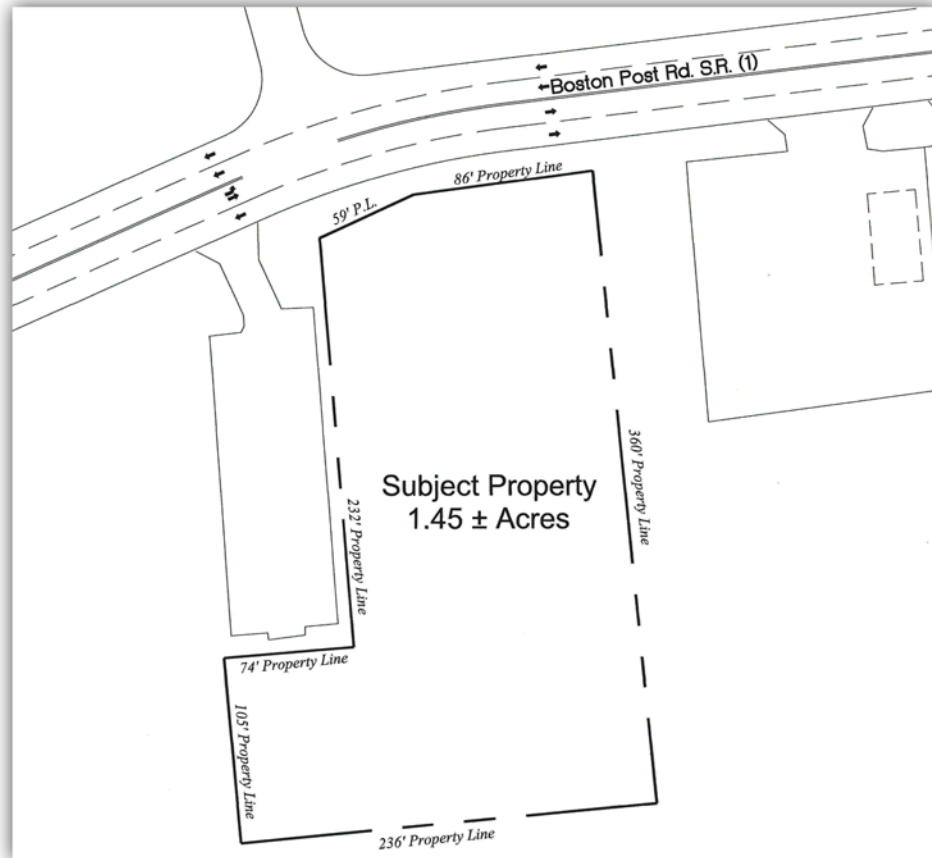 Boston Post Rd. S.R. (1)
86' Property Line
59' P.L.
360' Property Line
Subject Property
1.45 ± Acres
232' Property Line
74' Property Line
105' Property Line
236' Property Line